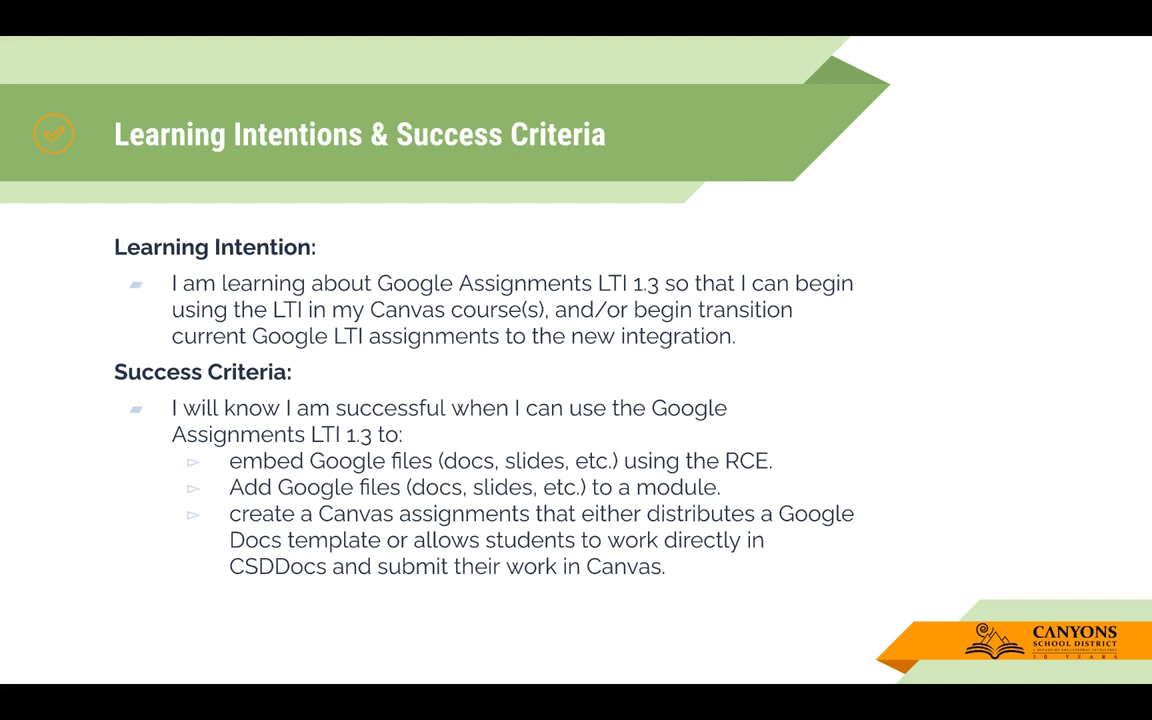 Learning Intentions & Success Criteria
Learning Intention:
I am learning about Google Assignments LTI 1.3 so that I can begin
using the LTI in my Canvas course(s), and/or begin transition
current Google LTI assignments to the new integration.
Success Criteria:
I will know I am successful when I can use the Google
Assignments LTI 1.3 to:
embed Google files (docs, slides, etc.) using the RCE.
Add Google files (docs, slides, etc.) to a module.
create a Canvas assignments that either distributes a Google
Docs template or allows students to work directly in
CSDDocs and submit their work in Canvas.
CANYONS
SCHOOL DISTRICT
10 YEARS